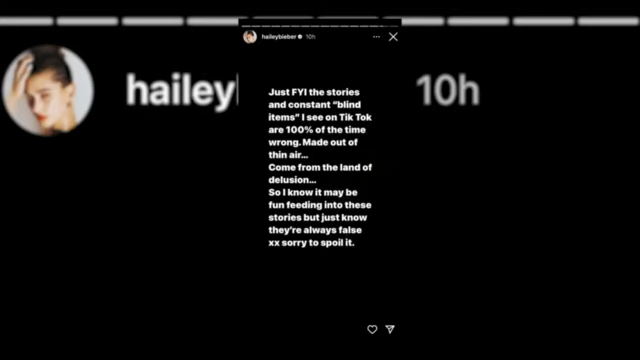 haileybieber 10h
hailey
10h
Just FYI the stories
and constant “blind
items” I see on Tik Tok
are 100% of the time
wrong. Made out of
thin air...
Come from the land of
delusion...
So I know it may be
fun feeding into these
stories but just know
they’re always false
xx sorry to spoil it.